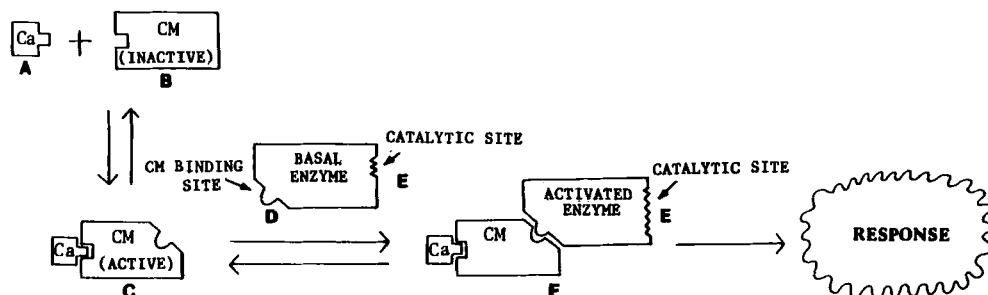 Ca
+
CM
(INACTIVE)
A
B
CATALYTIC SITE
CM BINDING
SITE
BASAL
ENZYME
E
D
CATALYTIC SITE
ACTIVATED
ENZYME
E
Ca
CM
(ACTIVE)
C
Ca
CM
F
RESPONSE